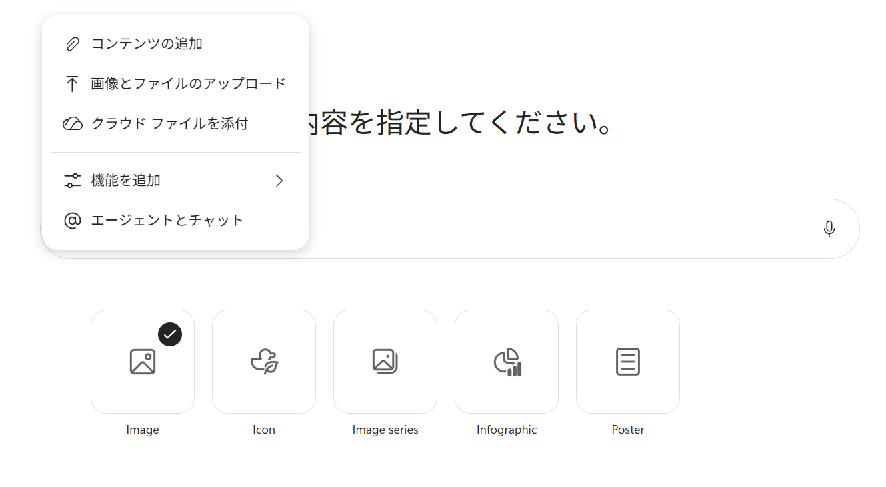 コンテンツの追加
画像とファイルのアップロード
クラウド ファイルを添付
内容を指定してください。
機能を追加
エージェントとチャット
Image
Icon
Image series
Infographic
Poster